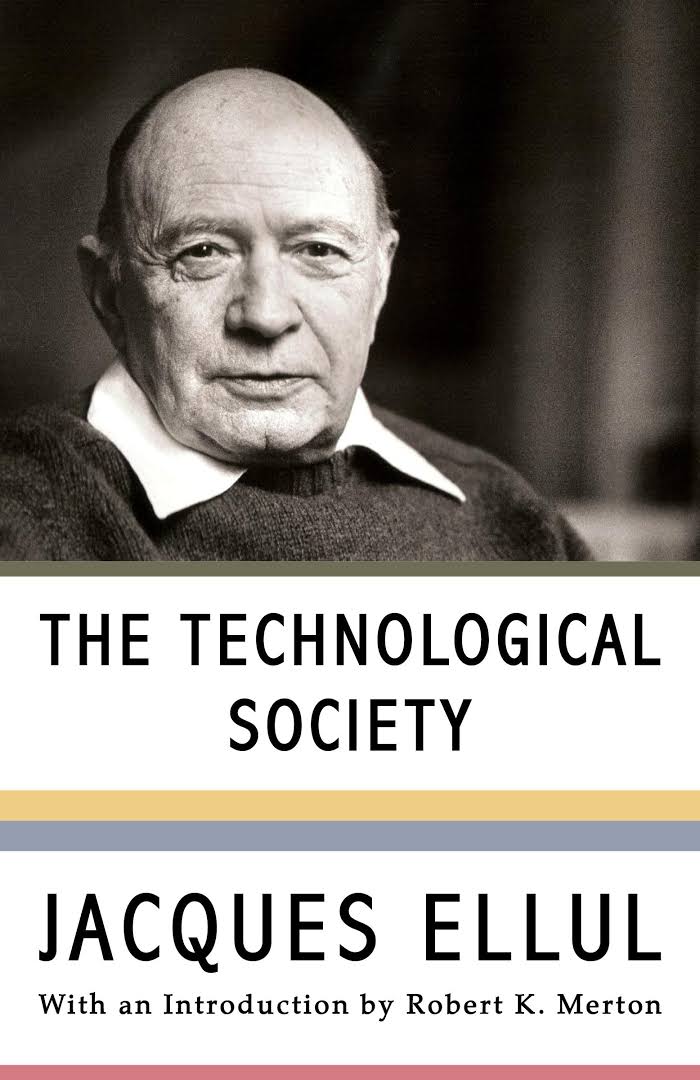 THE TECHNOLOGICAL
SOCIETY
JACQUES ELLUL
With an Introduction by Robert K. Merton